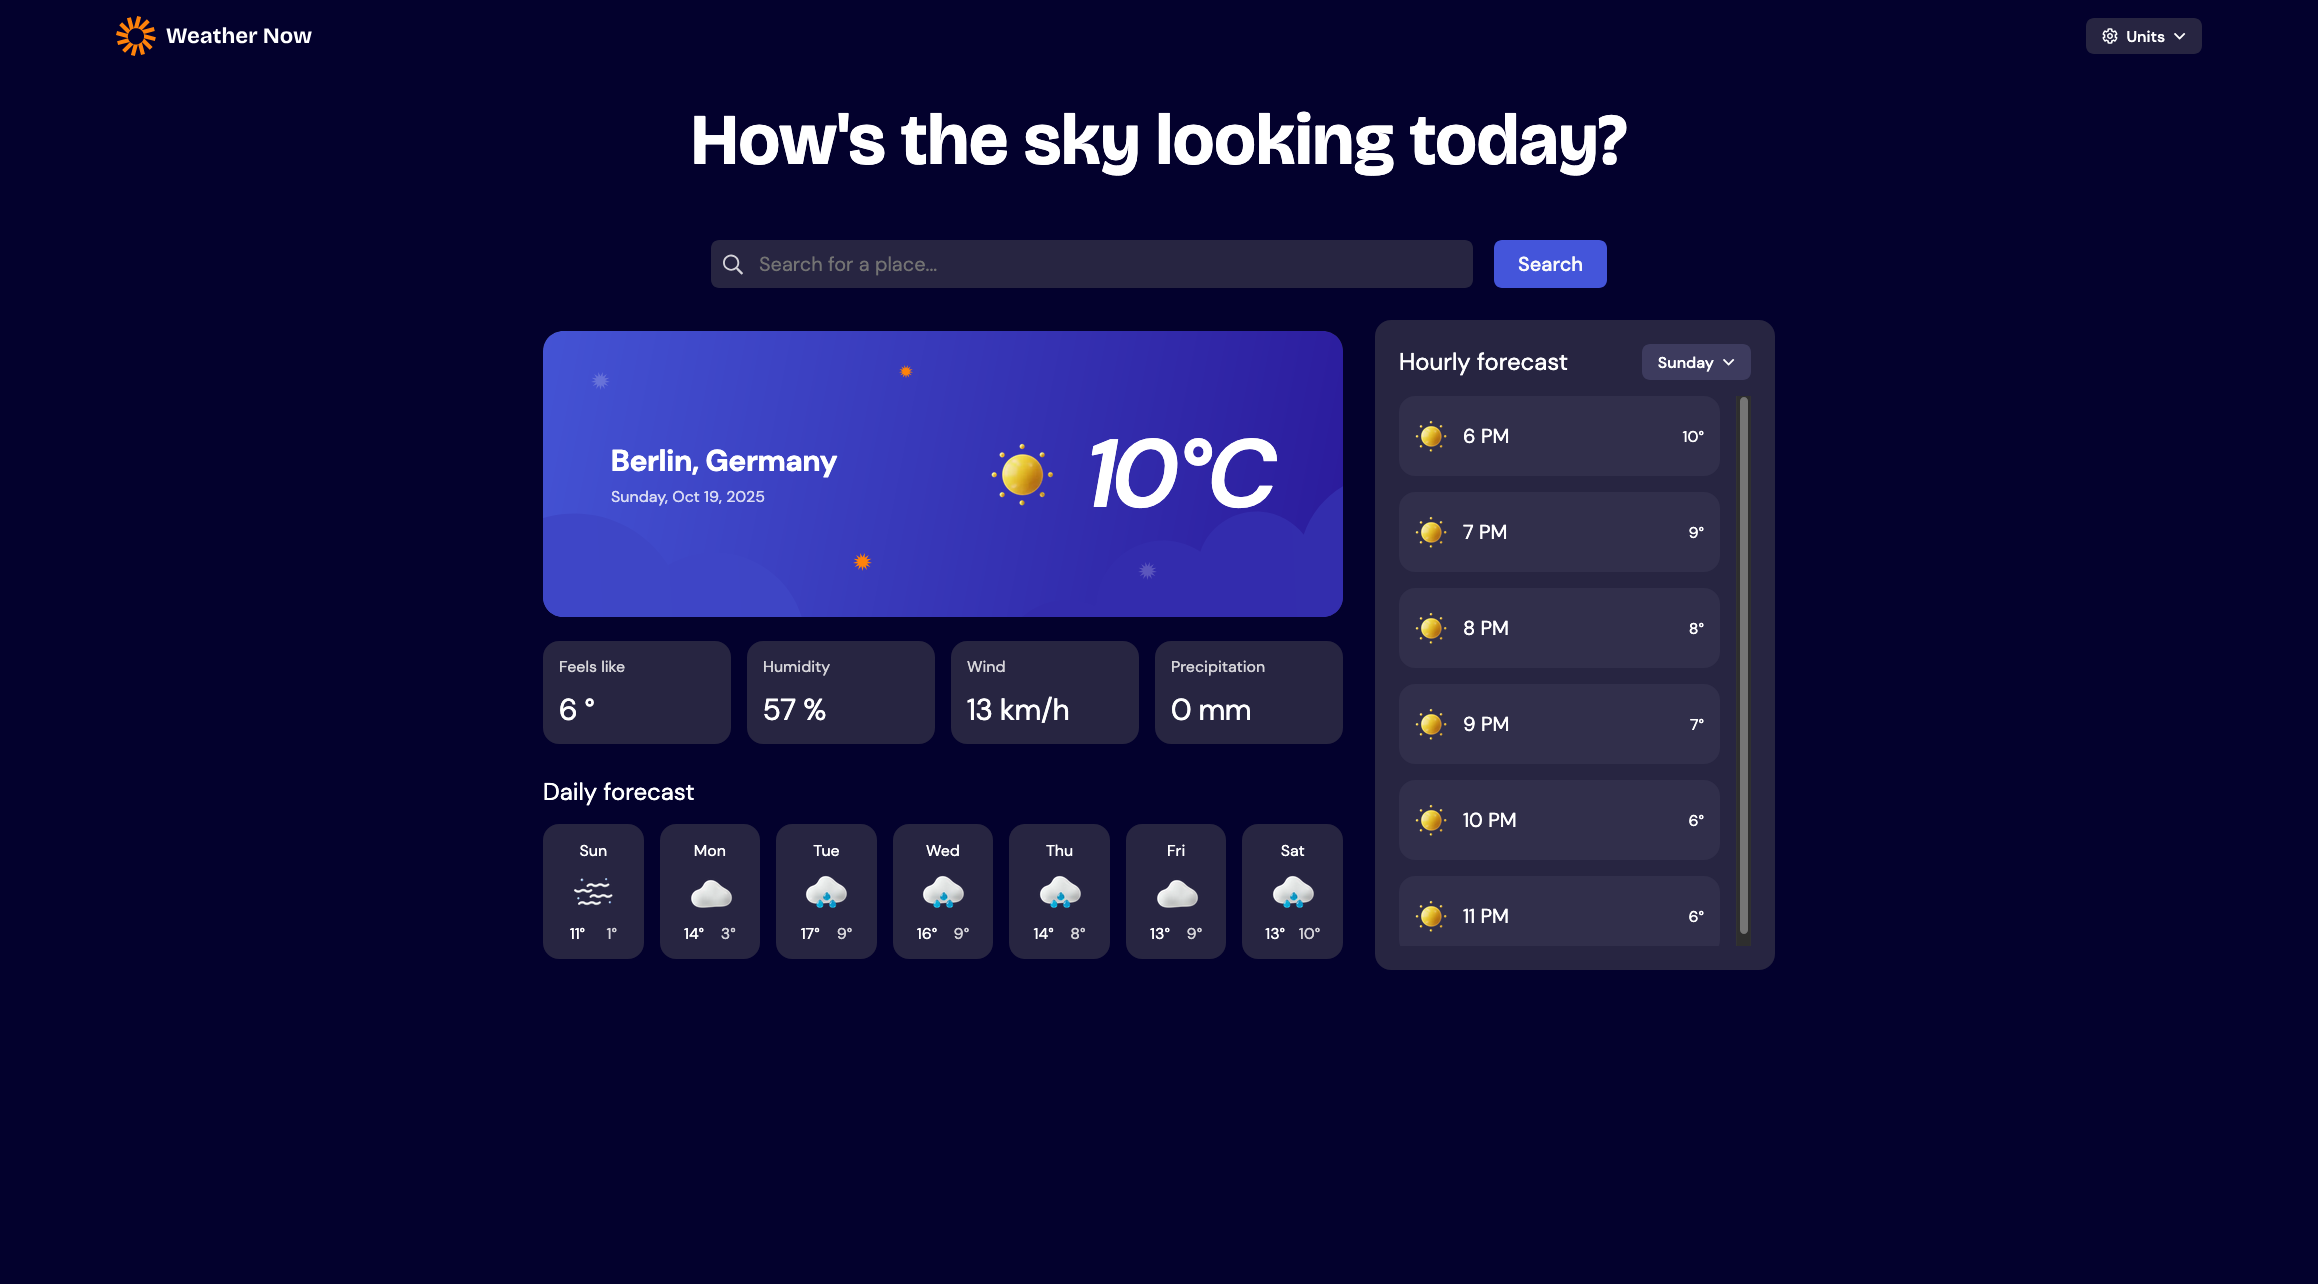 Weather Now
Units
How's the sky looking today?
Search for a place...
Search
Berlin, Germany
Sunday, Oct 19, 2025
10°C
Feels like
6 °
Humidity
57 %
Wind
13 km/h
Precipitation
0 mm
Daily forecast
Sun
11° 1°
Mon
14° 3°
Tue
17° 9°
Wed
16° 9°
Thu
14° 8°
Fri
13° 9°
Sat
13° 10°
Hourly forecast
Sunday
6 PM 10°
7 PM 9°
8 PM 8°
9 PM 7°
10 PM 6°
11 PM 6°